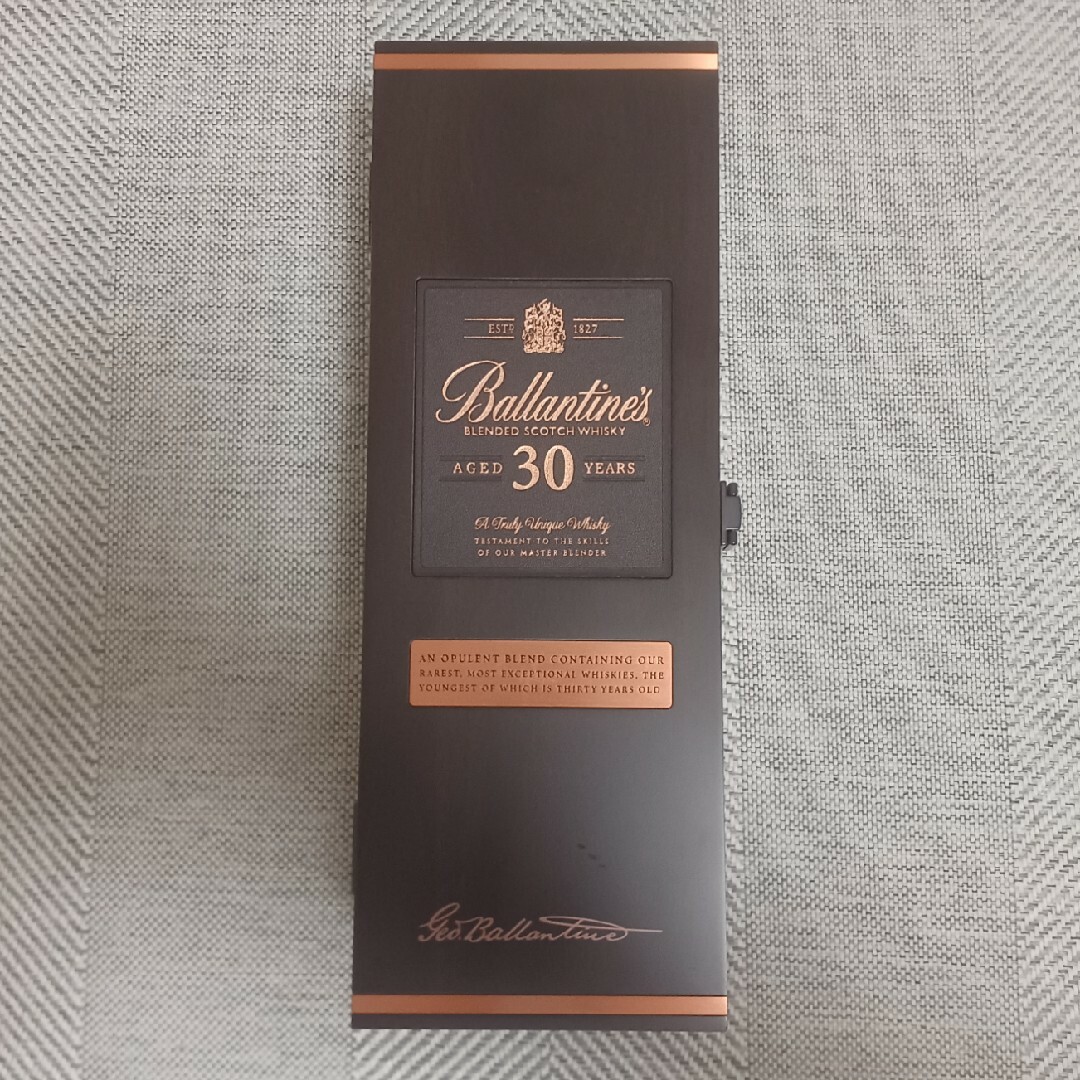 ESTD 1827
Ballantine's
BLENDED SCOTCH WHISKY
AGED 30 YEARS
A Truly Unique Whisky
TESTAMENT TO THE SKILLS
OF OUR MASTER BLENDER
AN OPULENT BLEND CONTAINING OUR
RAREST, MOST EXCEPTIONAL WHISKIES, THE
YOUNGEST OF WHICH IS THIRTY YEARS OLD
Geo. Ballantine